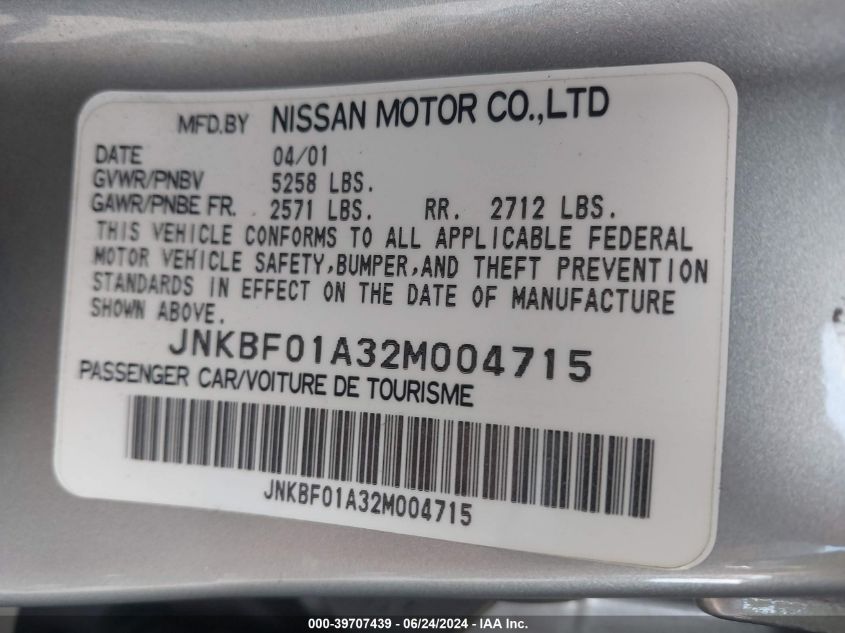 MFD.BY NISSAN MOTOR CO.,LTD
DATE 04/01
GVWR/PNBV 5258 LBS.
GAWR/PNBE FR. 2571 LBS. RR. 2712 LBS.
THIS VEHICLE CONFORMS TO ALL APPLICABLE FEDERAL
MOTOR VEHICLE SAFETY,BUMPER,AND THEFT PREVENTION
STANDARDS IN EFFECT ON THE DATE OF MANUFACTURE
SHOWN ABOVE.
JNKBF01A32M004715
PASSENGER CAR/VOITURE DE TOURISME
JNKBF01A32M004715
000-39707439 - 06/24/2024 - IAA Inc.